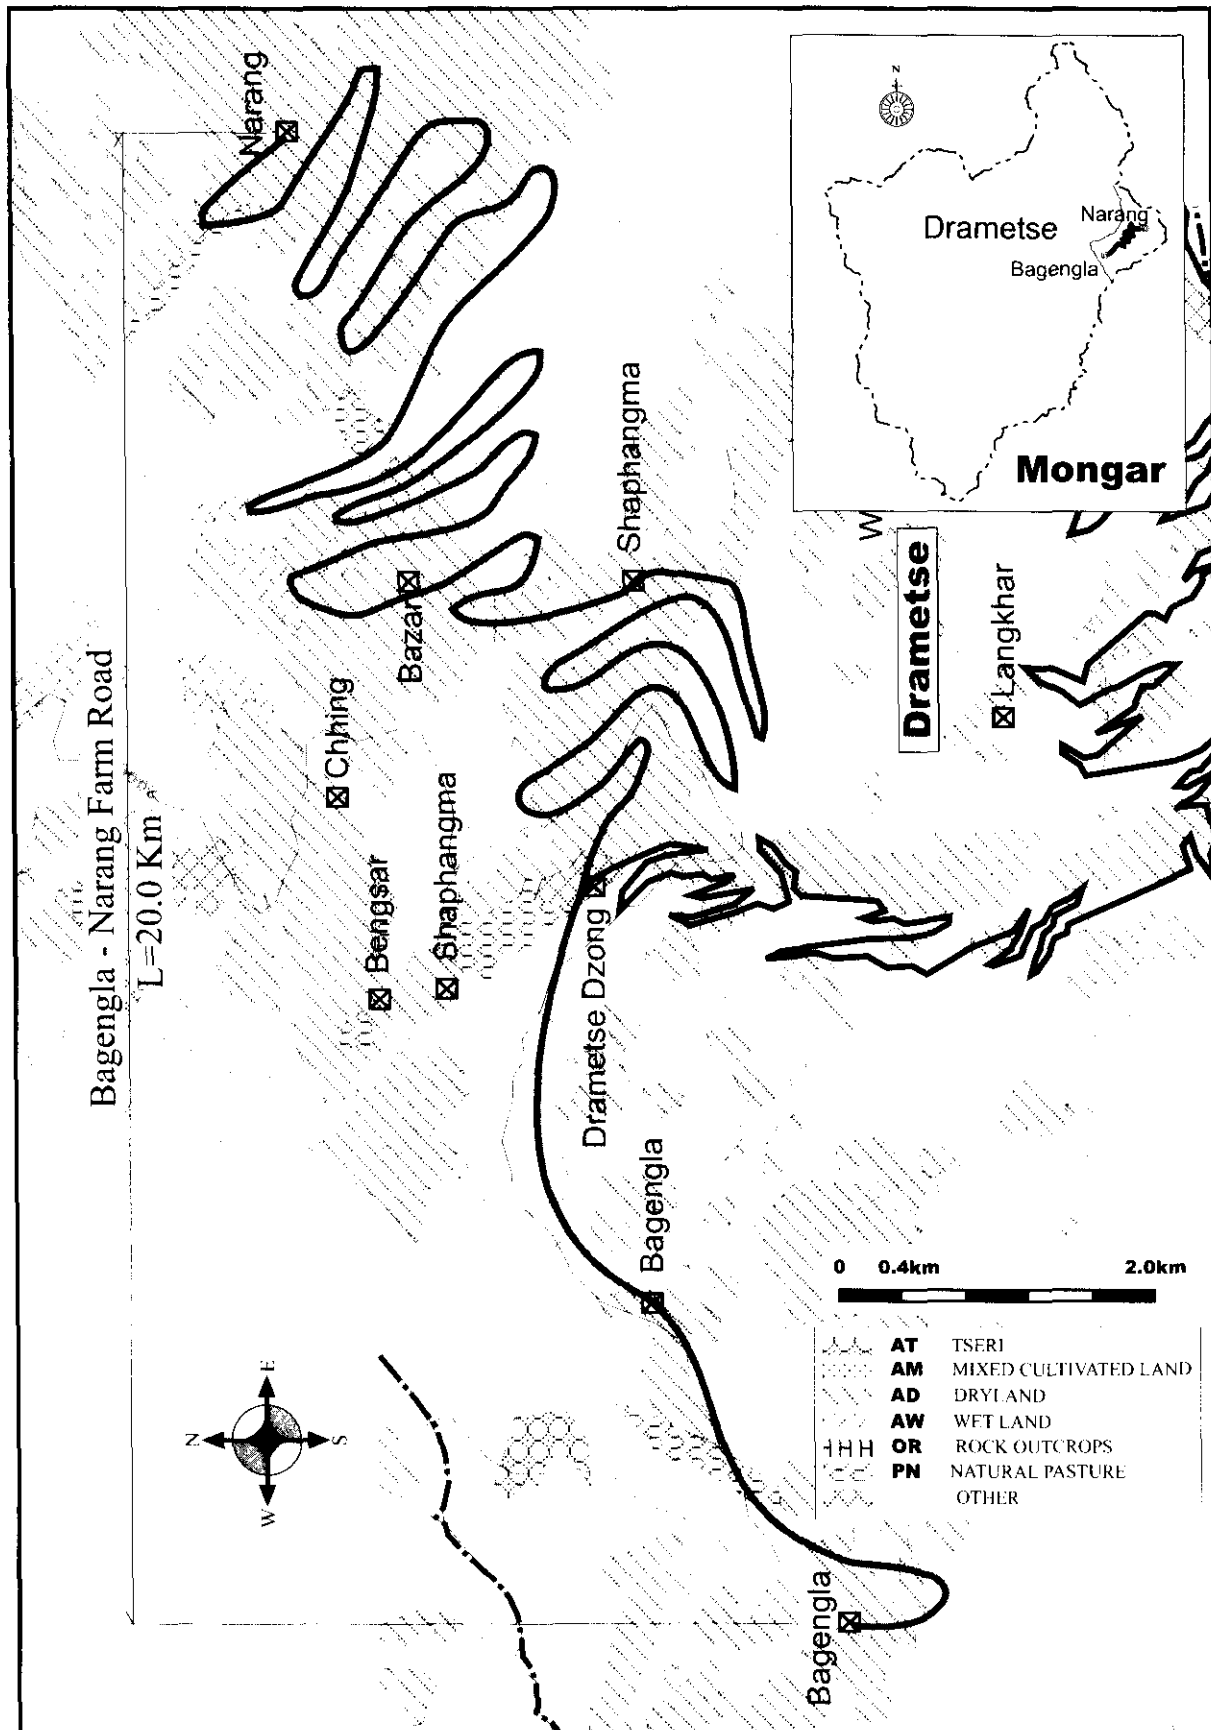 Bagengla - Narang Farm Road
L=20.0 Km
Narang
Bazar
Chhing
Bengsar
Shaphangma
Shaphangma
Drametse Dzong
Bagengla
Bagengla
Drametse
Langkhar
W
N
E
S
W
N
Drametse
Narang
Bagengla
Mongar
0 0.4km 2.0km
AT TSERI
AM MIXED CULTIVATED LAND
AD DRYLAND
AW WET LAND
OR ROCK OUTCROPS
PN NATURAL PASTURE
OTHER